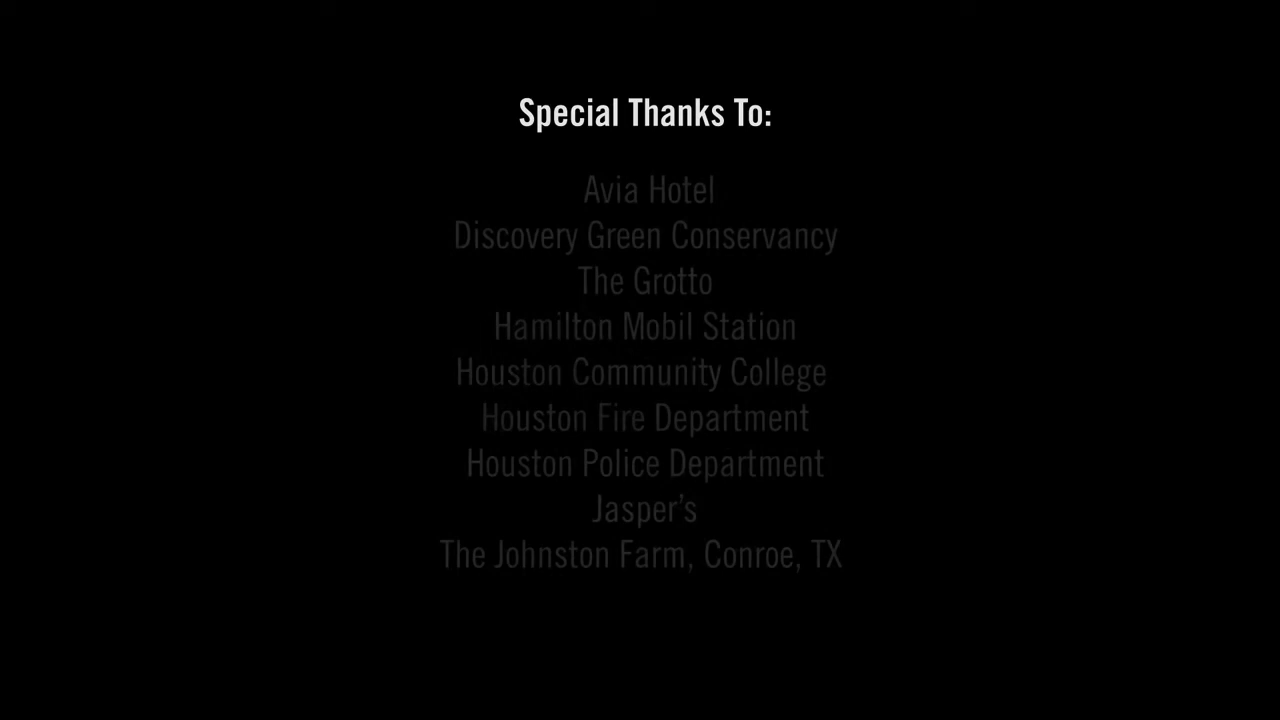 Special Thanks To:
Avia Hotel
Discovery Green Conservancy
The Grotto
Hamilton Mobil Station
Houston Community College
Houston Fire Department
Houston Police Department
Jasper’s
The Johnston Farm, Conroe, TX